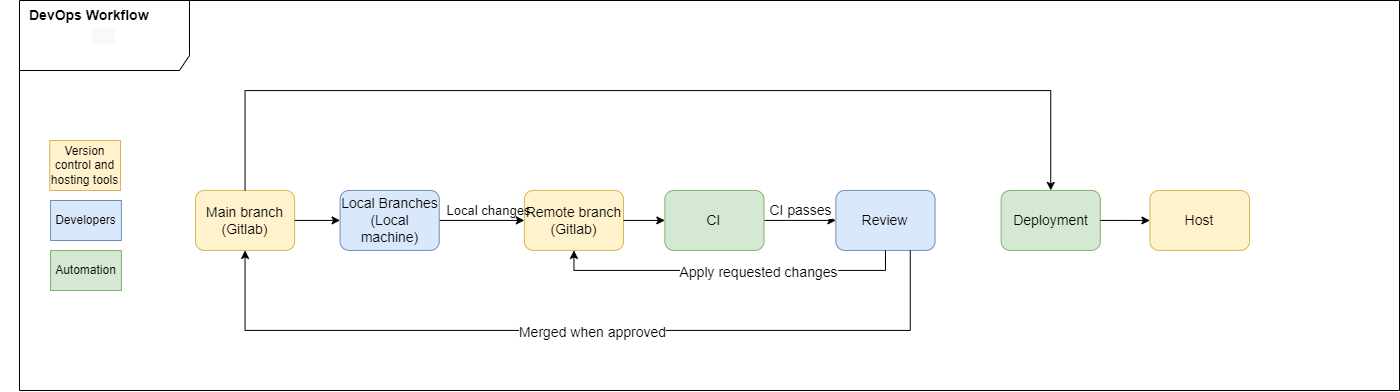 DevOps Workflow
Version
control and
hosting tools
Developers
Automation
Main branch
(Gitlab)
Local Branches
(Local
machine)
Local changes
Remote branch
(Gitlab)
CI
CI passes
Review
Deployment
Host
Apply requested changes
Merged when approved